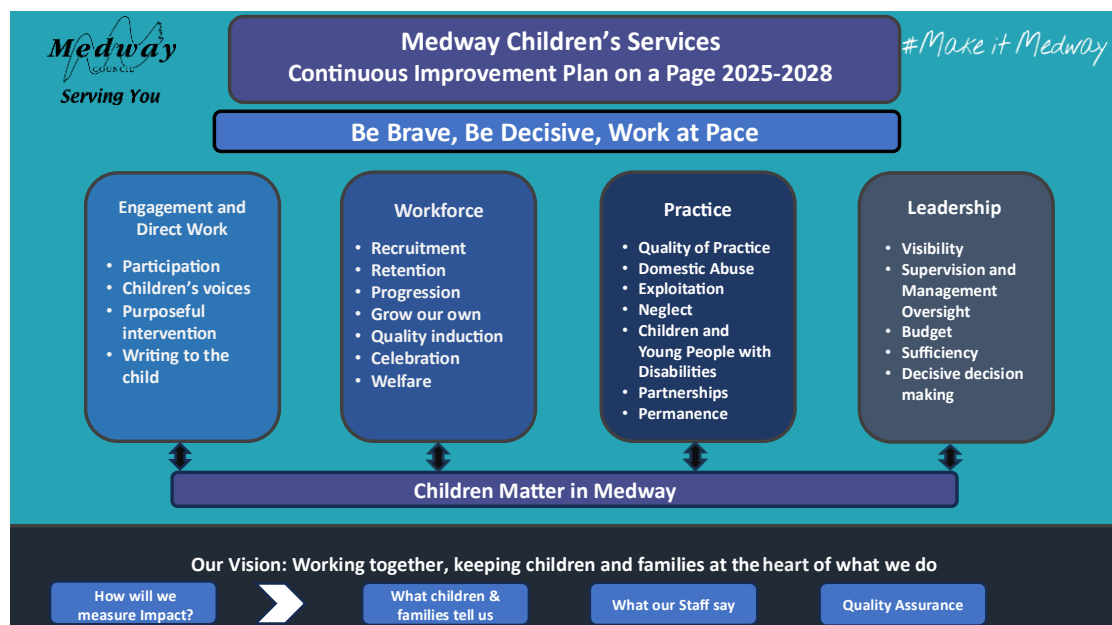 Medway
COUNCIL
Serving You
Medway Children's Services
Continuous Improvement Plan on a Page 2025-2028
#Make it Medway
Be Brave, Be Decisive, Work at Pace
Engagement and
Direct Work
• Participation
• Children's voices
• Purposeful
intervention
• Writing to the
child
Workforce
• Recruitment
• Retention
• Progression
• Grow our own
• Quality induction
• Celebration
• Welfare
Practice
• Quality of Practice
• Domestic Abuse
• Exploitation
• Neglect
• Children and
Young People with
Disabilities
• Partnerships
• Permanence
Leadership
• Visibility
• Supervision and
Management
Oversight
• Budget
• Sufficiency
• Decisive decision
making
Children Matter in Medway
Our Vision: Working together, keeping children and families at the heart of what we do
How will we
measure Impact?
What children &
families tell us
What our Staff say
Quality Assurance